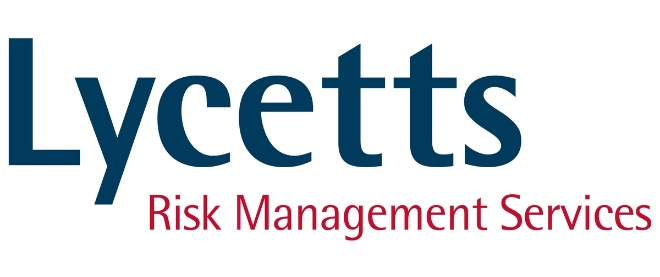 Lycetts
Risk Management Services